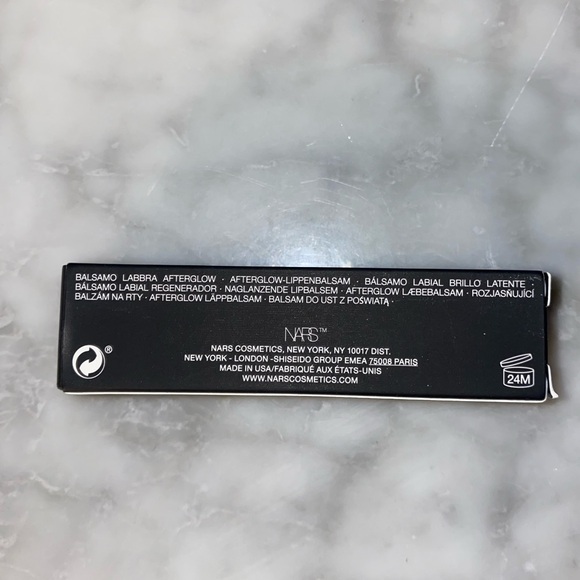 BALSAMO LABBRA AFTERGLOW · AFTERGLOW-LIPPENBALSAM · BÁLSAMO LABIAL BRILLO LATENTE ·
BÁLSAMO LABIAL REGENERADOR · NAGLANZENDE LIPBALSEM · AFTERGLOW LÆBEBALSAM · ROZJASŇUJÍCÍ
BALZÁM NA RTY · AFTERGLOW LÄPPBALSAM · BALSAM DO UST Z POŚWIATĄ ·
NARS™
NARS COSMETICS, NEW YORK, NY 10017 DIST.
NEW YORK - LONDON -SHISEIDO GROUP EMEA 75008 PARIS
MADE IN USA/FABRIQUÉ AUX ÉTATS-UNIS
WWW.NARSCOSMETICS.COM
®
24M